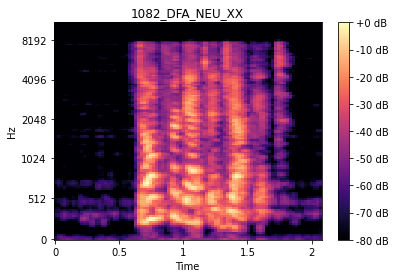 1082_DFA_NEU_XX
+0 dB
8192
-10 dB
4096
-20 dB
-30 dB
2048
Hz
-40 dB
1024
-50 dB
512
-60 dB
-70 dB
0
-80 dB
0
0.5
1
1.5
2
Time